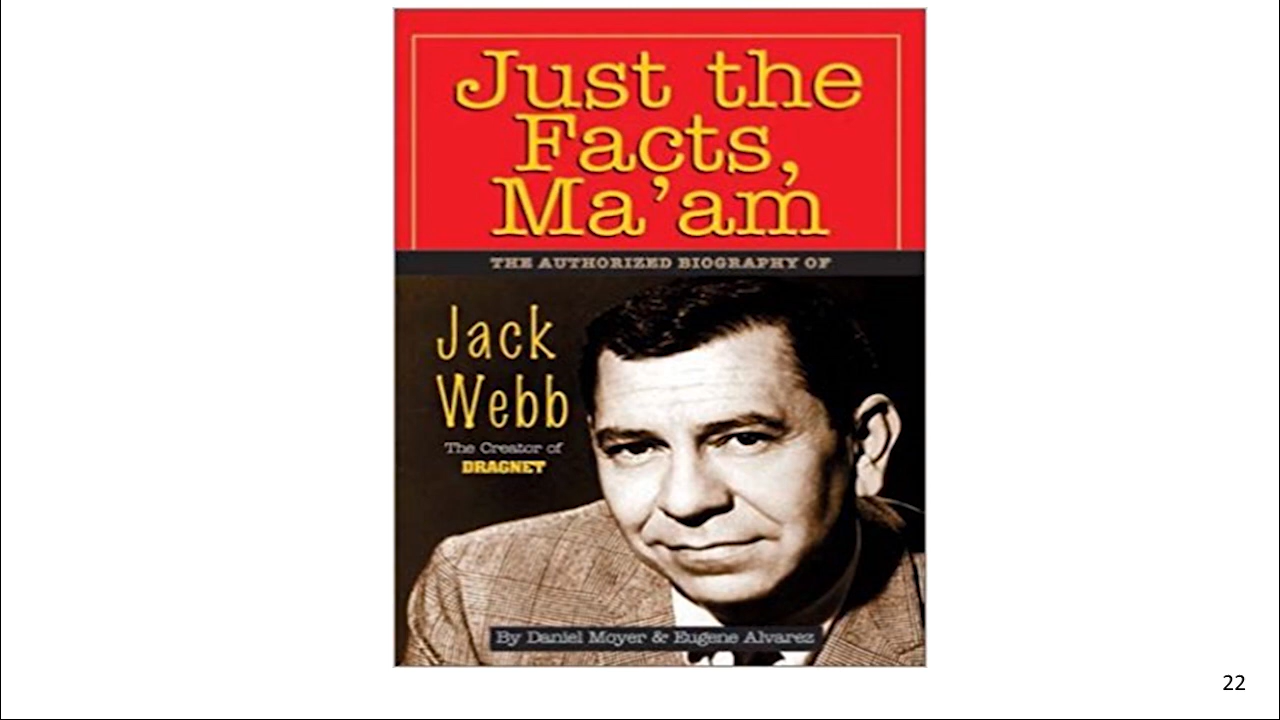 Just the
Facts,
Ma'am
THE AUTHORIZED BIOGRAPHY OF
Jack
Webb
The Creator of
DRAGNET
By Daniel Moyer & Eugene Alvarez
22